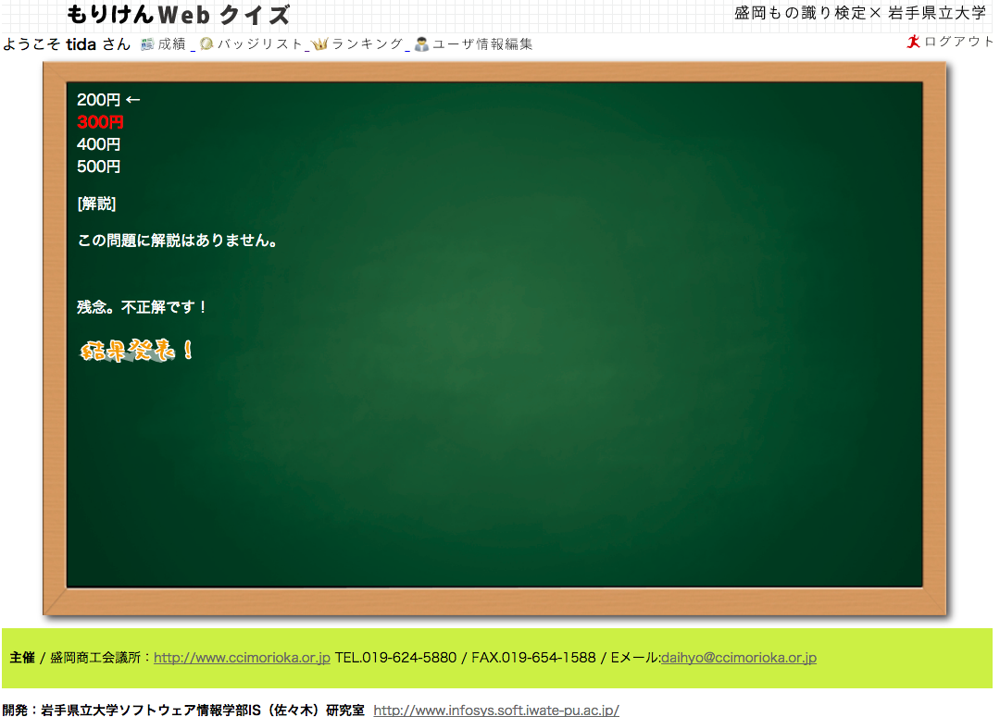 もりけんWeb クイズ
盛岡もの識り検定× 岩手県立大学
ようこそ tida さん 成績 _ バッジリスト_ ランキング_ ユーザ情報編集 ログアウト
200円 ←
300円
400円
500円
[解説]
この問題に解説はありません。
残念。不正解です！
結果発表！
主催 / 盛岡商工会議所：http://www.ccimorioka.or.jp TEL.019-624-5880 / FAX.019-654-1588 / Eメール:daihyo@ccimorioka.or.jp
開発：岩手県立大学ソフトウェア情報学部IS（佐々木）研究室 http://www.infosys.soft.iwate-pu.ac.jp/